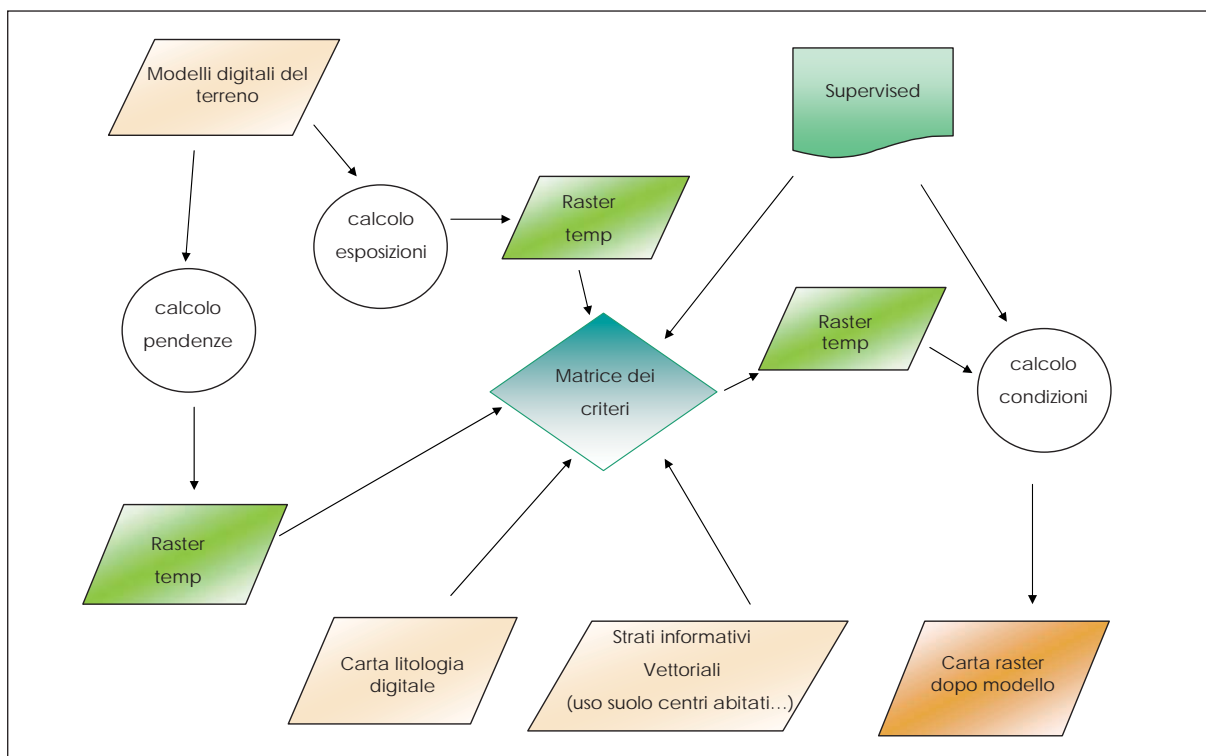 Modelli digitali del
terreno
Supervised
calcolo
esposizioni
Raster
temp
calcolo
pendenze
Raster
temp
Matrice dei
criteri
calcolo
condizioni
Raster
temp
Carta litologia
digitale
Strati informativi
Vettoriali
(uso suolo centri abitati…)
Carta raster
dopo modello